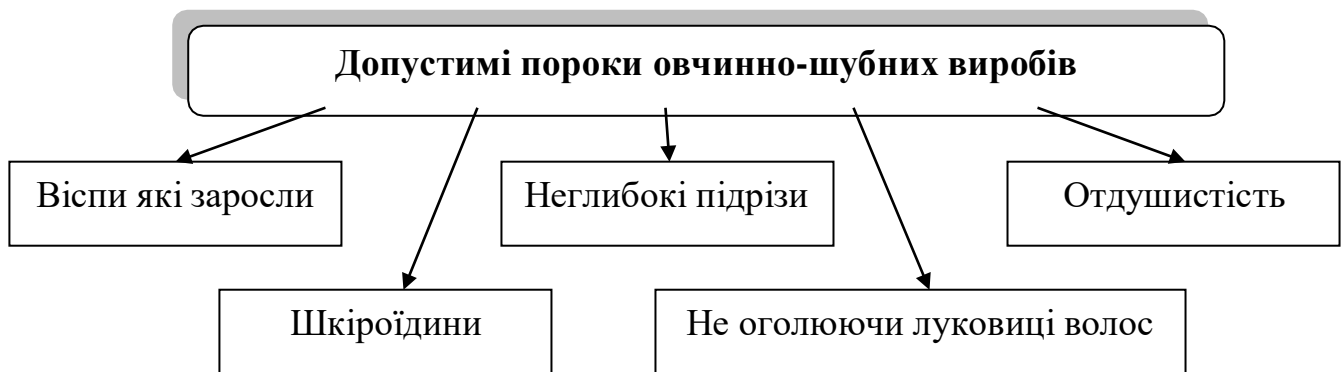 Допустимі пороки овчинно-шубних виробів
Віспи які заросли
Неглибокі підрізи
Отдушистість
Шкіроїдини
Не оголюючи луковиці волос